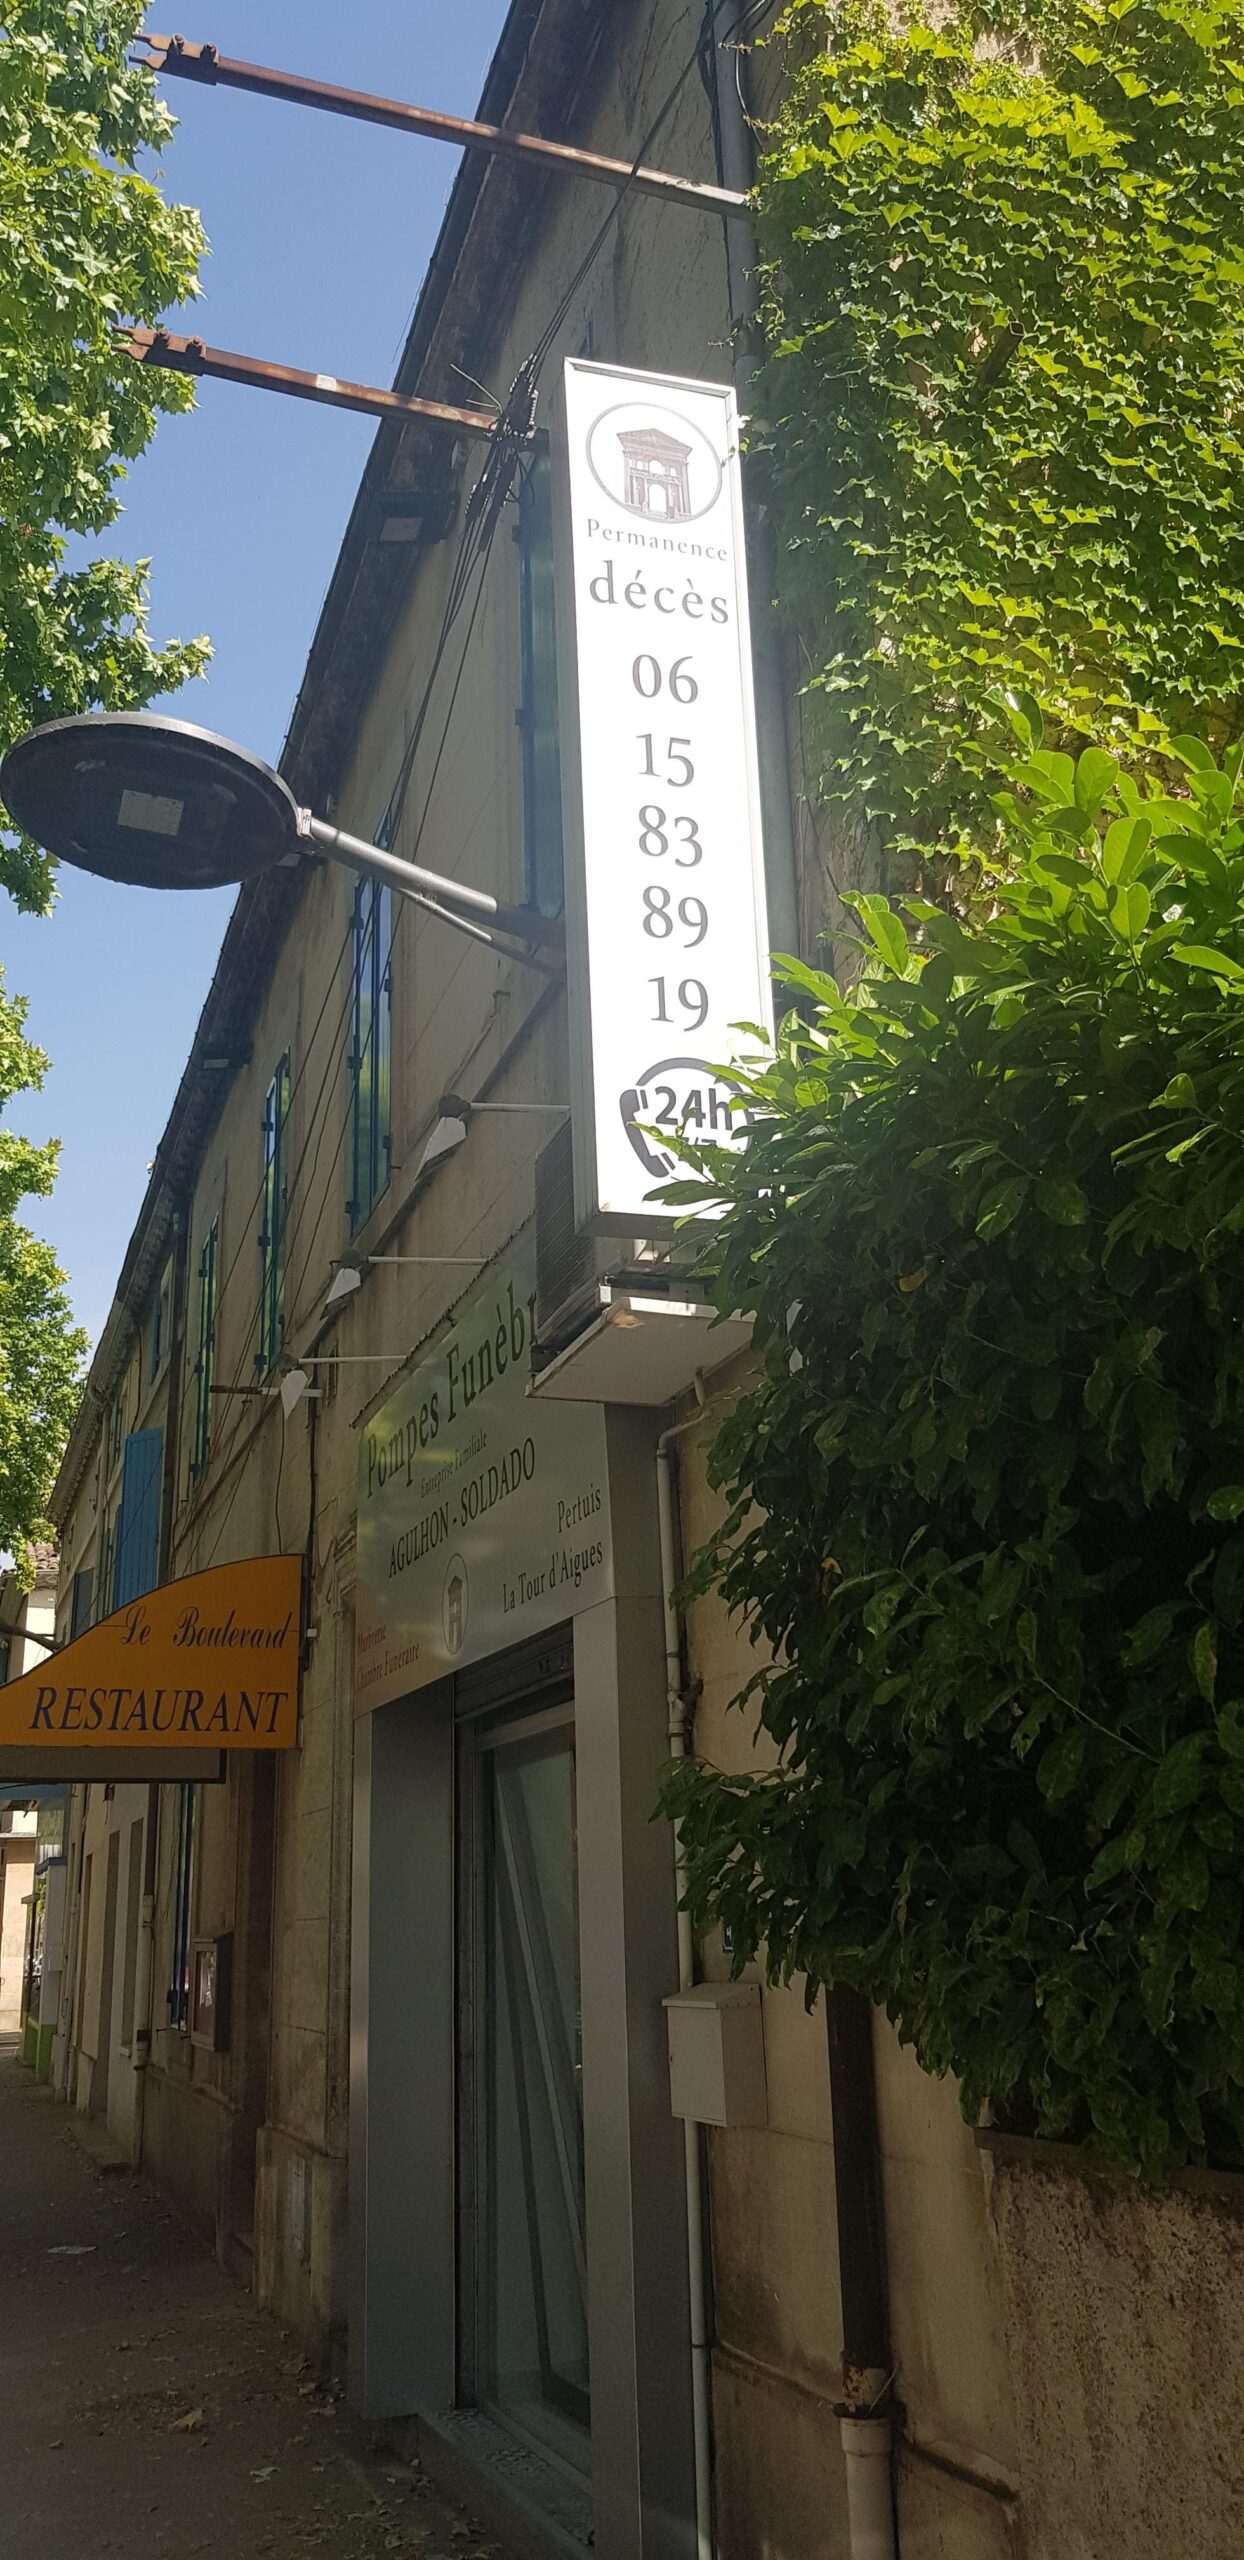 Permanence
décès
06
15
83
89
19
24h
Pompes
Entreprise Familiale
AGULHON - SOLDADO
Pertuis
La Tour d'Aigues
Marbrerie
Chambre Funéraire
Le Boulevard
RESTAURANT